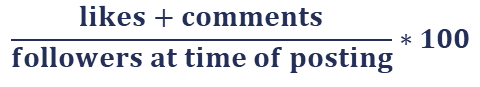 likes + comments
followers at time of posting * 100